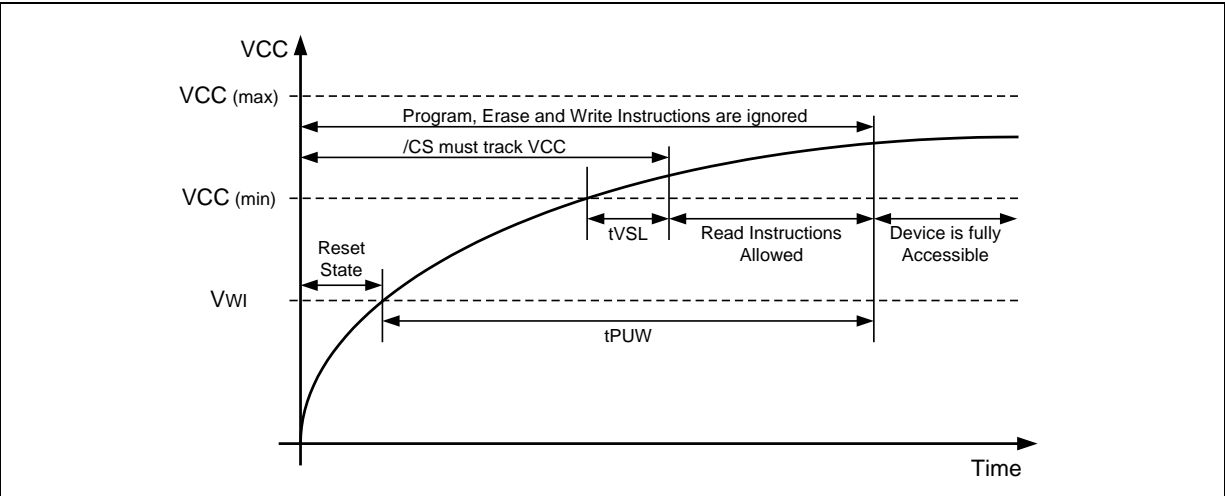 VCC
VCC (max)
Program, Erase and Write Instructions are ignored
/CS must track VCC
VCC (min)
tVSL
Read Instructions
Allowed
Device is fully
Accessible
Reset
State
VWI
tPUW
Time